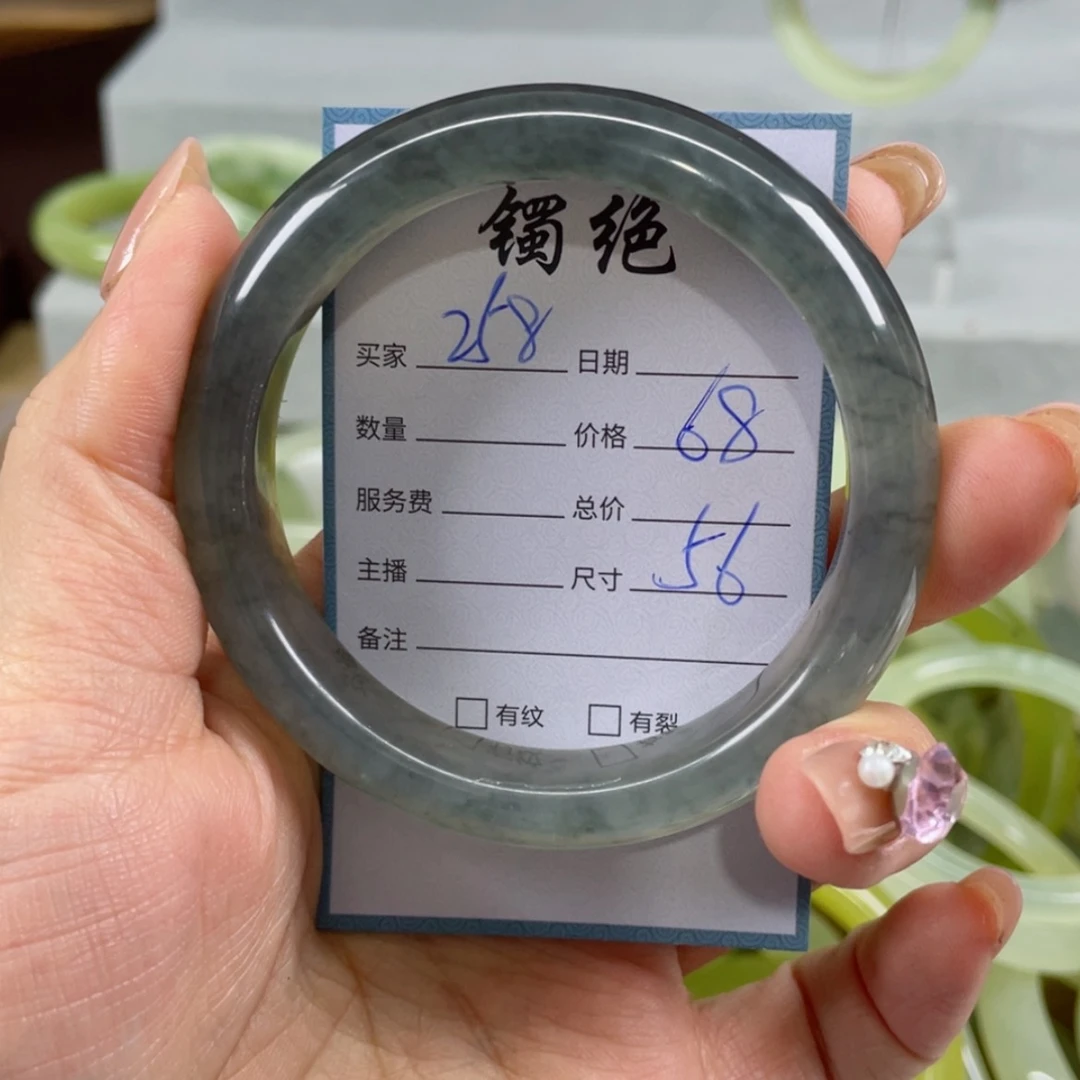 镯绝
买家 258 日期
数量 价格 68
服务费 总价
主播 尺寸 56
备注
□ 有纹 □ 有裂